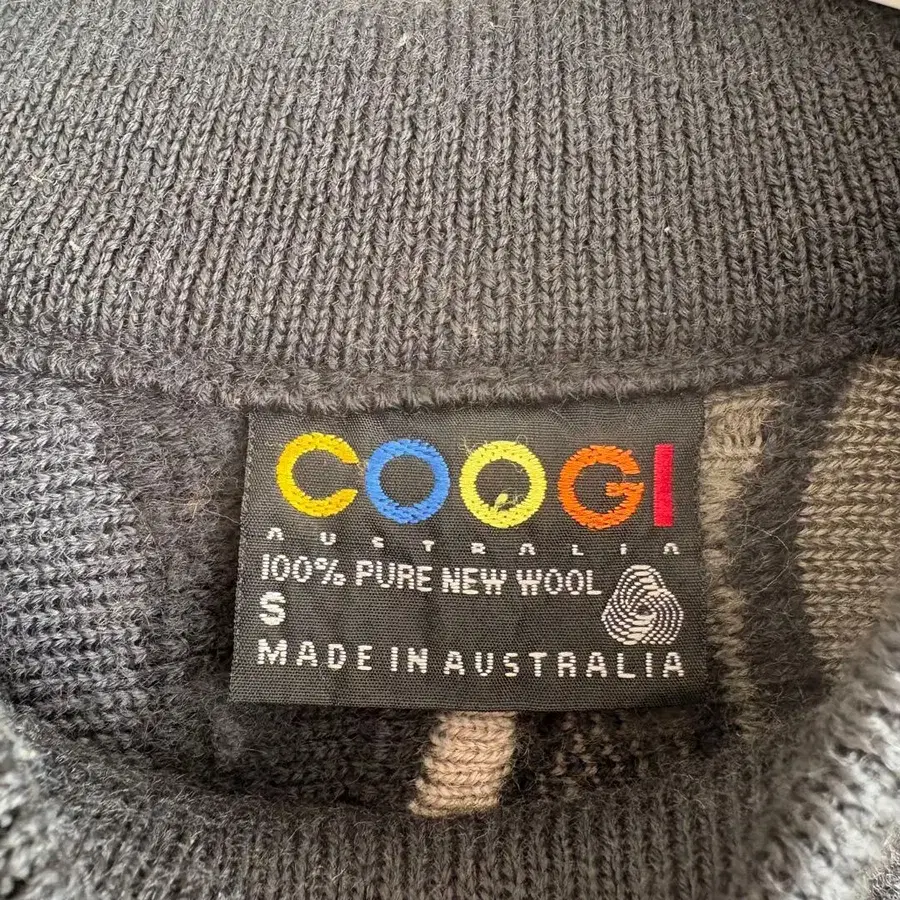 COOGI
AUSTRALIA
100% PURE NEW WOOL
S
MADE IN AUSTRALIA